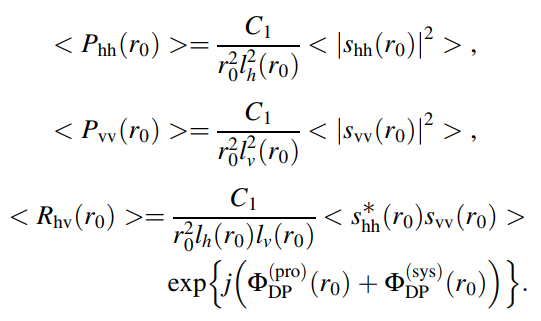 < P_hh(r_0) >= \frac{C_1}{r_0^2 l_h^2(r_0)} < |s_hh(r_0)|^2 > ,
< P_vv(r_0) >= \frac{C_1}{r_0^2 l_v^2(r_0)} < |s_vv(r_0)|^2 > ,
< R_hv(r_0) >= \frac{C_1}{r_0^2 l_h(r_0) l_v(r_0)} < s_hh^*(r_0) s_vv(r_0) >
exp{j(Φ_DP^(pro)(r_0) + Φ_DP^(sys)(r_0))}.